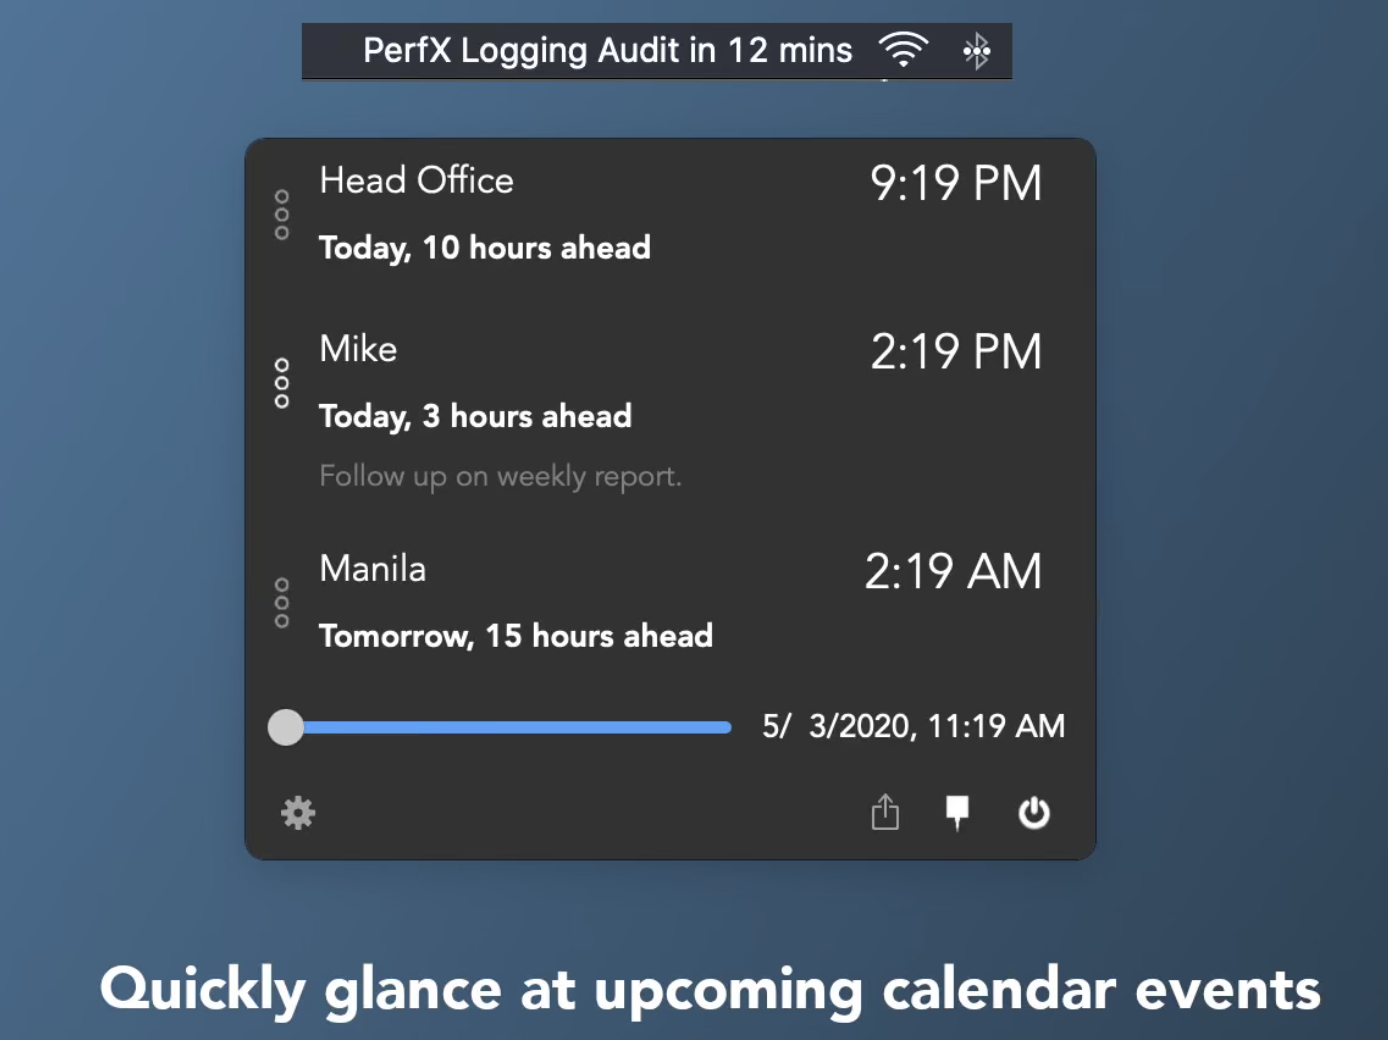 PerfX Logging Audit in 12 mins
Head Office
9:19 PM
Today, 10 hours ahead
Mike
2:19 PM
Today, 3 hours ahead
Follow up on weekly report.
Manila
2:19 AM
Tomorrow, 15 hours ahead
5/ 3/2020, 11:19 AM
Quickly glance at upcoming calendar events